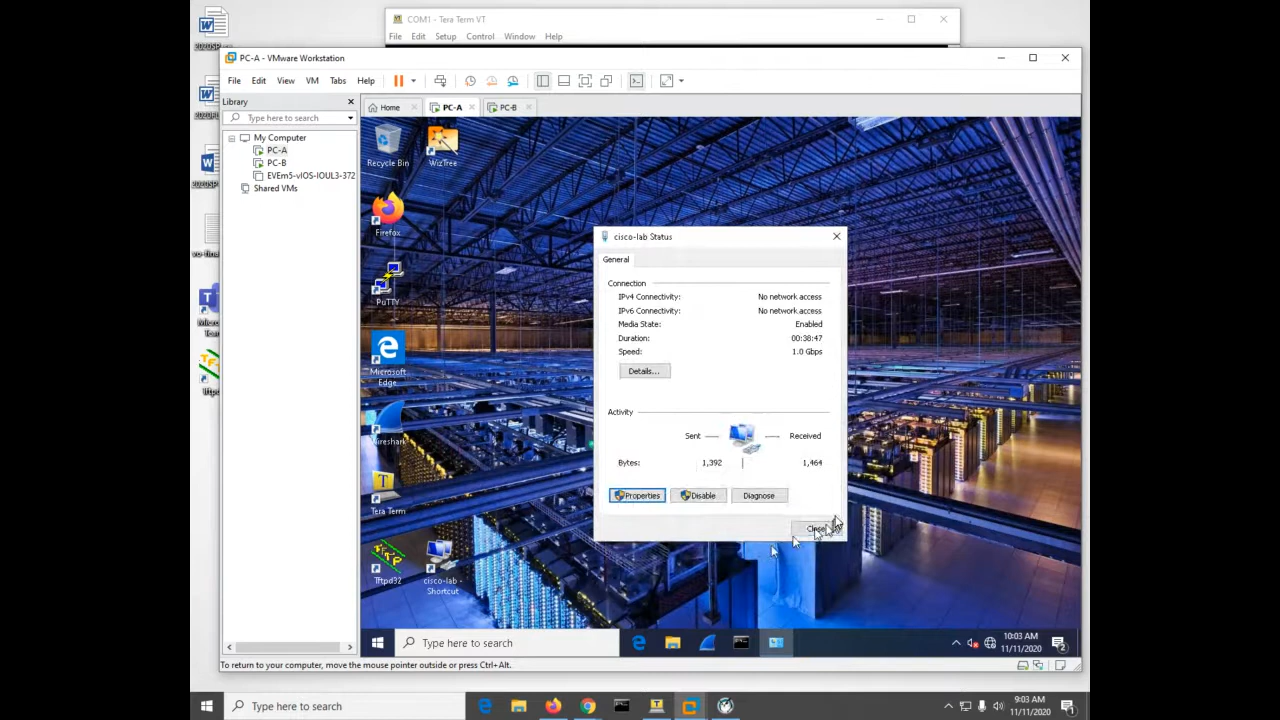 COM1 - Tera Term VT
File Edit Setup Control Window Help
PC-A - VMware Workstation
File Edit View VM Tabs Help
Library
Type here to search
My Computer
PC-A
PC-B
EVEm5-vIOS-IOUL3-372
Shared VMs
Home
PC-A
PC-B
Recycle Bin
WizTree
Firefox
PuTTY
Microsoft
Edge
Wireshark
Tera Term
Tftpd32
cisco-lab -
Shortcut
cisco-lab Status
General
Connection
IPv4 Connectivity: No network access
IPv6 Connectivity: No network access
Media State: Enabled
Duration: 00:38:47
Speed: 1.0 Gbps
Details...
Activity
Sent Received
Bytes: 1,392 1,464
Properties Disable Diagnose
Close
Type here to search
10:03 AM
11/11/2020
2
To return to your computer, move the mouse pointer outside or press Ctrl+Alt.
Type here to search
9:03 AM
11/11/2020
1